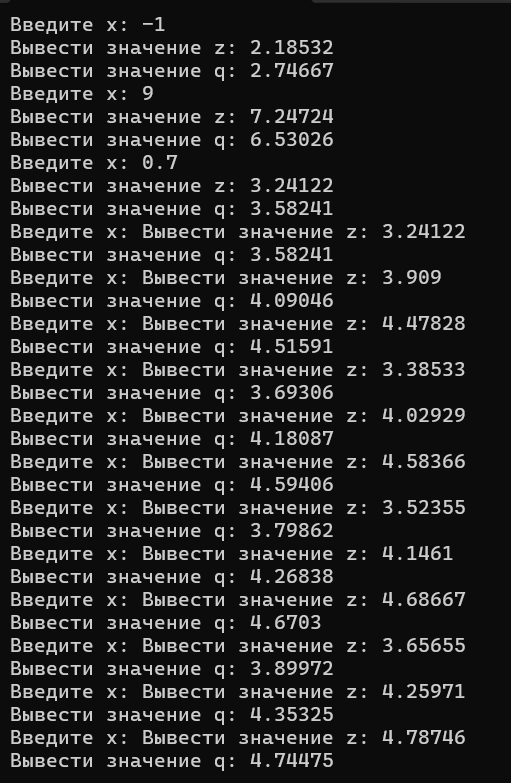 Введите x: -1
Вывести значение z: 2.18532
Вывести значение q: 2.74667
Введите x: 9
Вывести значение z: 7.24724
Вывести значение q: 6.53026
Введите x: 0.7
Вывести значение z: 3.24122
Вывести значение q: 3.58241
Введите x: Вывести значение z: 3.24122
Вывести значение q: 3.58241
Введите x: Вывести значение z: 3.909
Вывести значение q: 4.09046
Введите x: Вывести значение z: 4.47828
Вывести значение q: 4.51591
Введите x: Вывести значение z: 3.38533
Вывести значение q: 3.69306
Введите x: Вывести значение z: 4.02929
Вывести значение q: 4.18087
Введите x: Вывести значение z: 4.58366
Вывести значение q: 4.59406
Введите x: Вывести значение z: 3.52355
Вывести значение q: 3.79862
Введите x: Вывести значение z: 4.1461
Вывести значение q: 4.26838
Введите x: Вывести значение z: 4.68667
Вывести значение q: 4.6703
Введите x: Вывести значение z: 3.65655
Вывести значение q: 3.89972
Введите x: Вывести значение z: 4.25971
Вывести значение q: 4.35325
Введите x: Вывести значение z: 4.78746
Вывести значение q: 4.74475